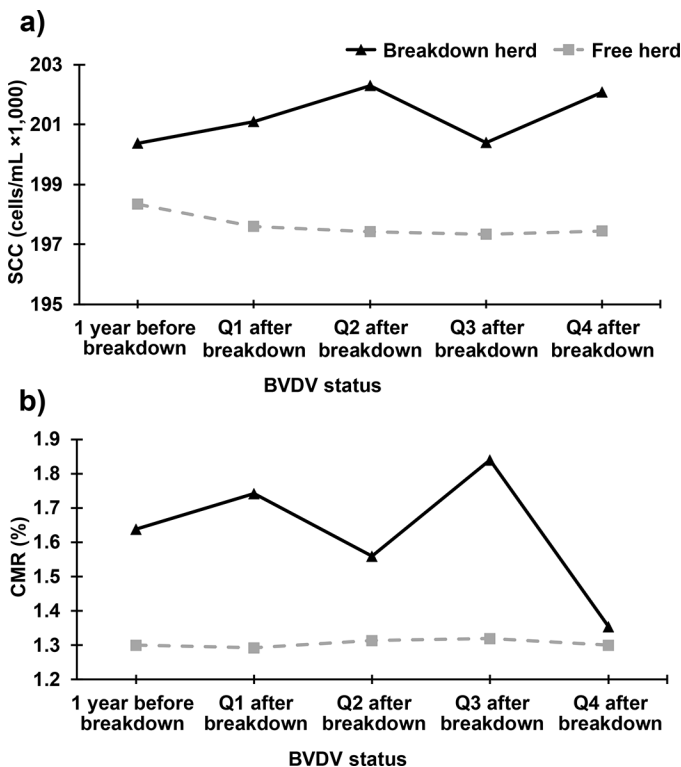 a)
Breakdown herd
Free herd
SCC (cells/mL ×1,000)
203
201
199
197
195
1 year before breakdown
Q1 after breakdown
Q2 after breakdown
Q3 after breakdown
Q4 after breakdown
BVDV status
b)
CMR (%)
1.9
1.8
1.7
1.6
1.5
1.4
1.3
1.2
1 year before breakdown
Q1 after breakdown
Q2 after breakdown
Q3 after breakdown
Q4 after breakdown
BVDV status